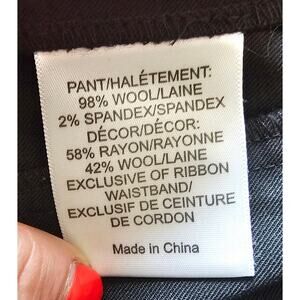 PANT/HALÉTEMENT:
98% WOOL/LAINE
2% SPANDEX/SPANDEX
DÉCOR/DÉCOR:
58% RAYON/RAYONNE
42% WOOL/LAINE
EXCLUSIVE OF RIBBON
WAISTBAND/
EXCLUSIF DE CEINTURE
DE CORDON
Made in China